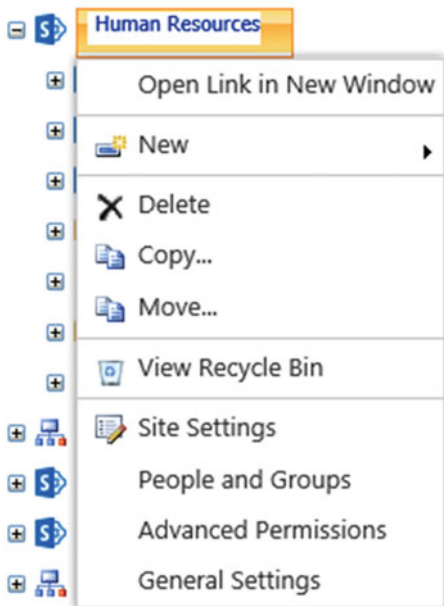 Human Resources
Open Link in New Window
New
Delete
Copy...
Move...
View Recycle Bin
Site Settings
People and Groups
Advanced Permissions
General Settings